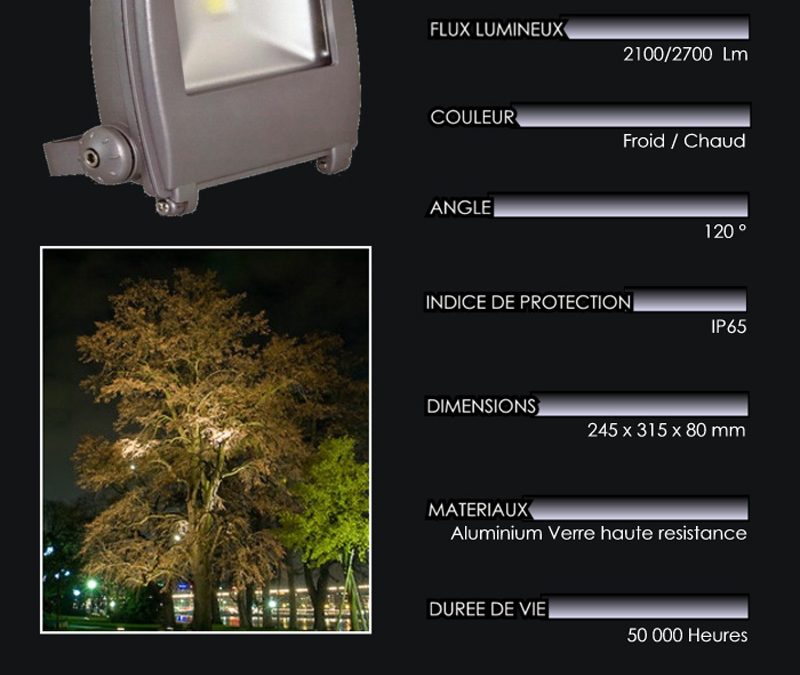 FLUX LUMINEUX
2100/2700 Lm
COULEUR
Froid / Chaud
ANGLE
120 °
INDICE DE PROTECTION
IP65
DIMENSIONS
245 x 315 x 80 mm
MATERIAUX
Aluminium Verre haute resistance
DUREE DE VIE
50 000 Heures